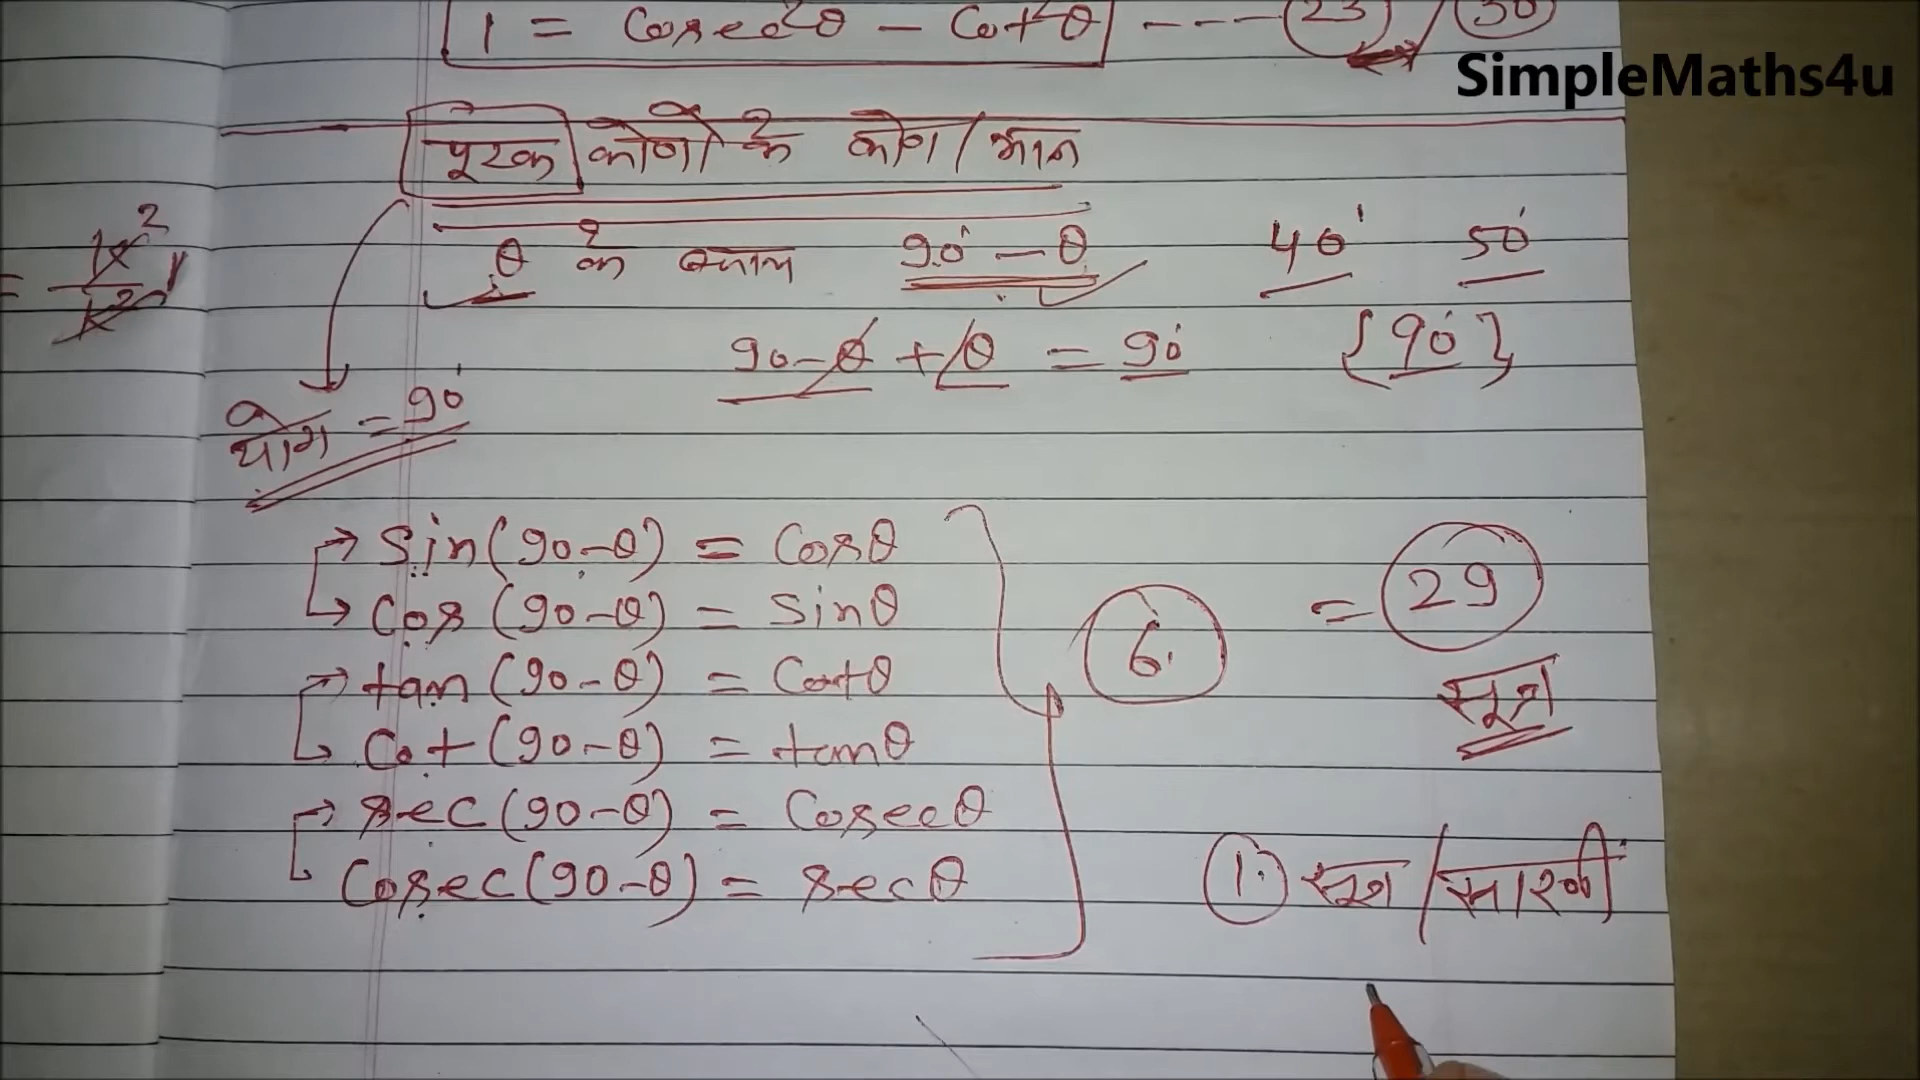 1 = Cosec²θ – Cot²θ ---- (23) / (30)
SimpleMaths4u
पूरक कोणों के कोण / मान
θ के स्थान 90° – θ 40° 50°
90 – θ + θ = 90° {90°}
योग = 90°
Sin(90–θ) = Cosθ
Cos(90–θ) = Sinθ = 29
tan(90–θ) = Cotθ 6.
सूत्र
Cot(90–θ) = tanθ
sec(90–θ) = Cosecθ
Cosec(90–θ) = secθ 1. सूत्र / सारणी